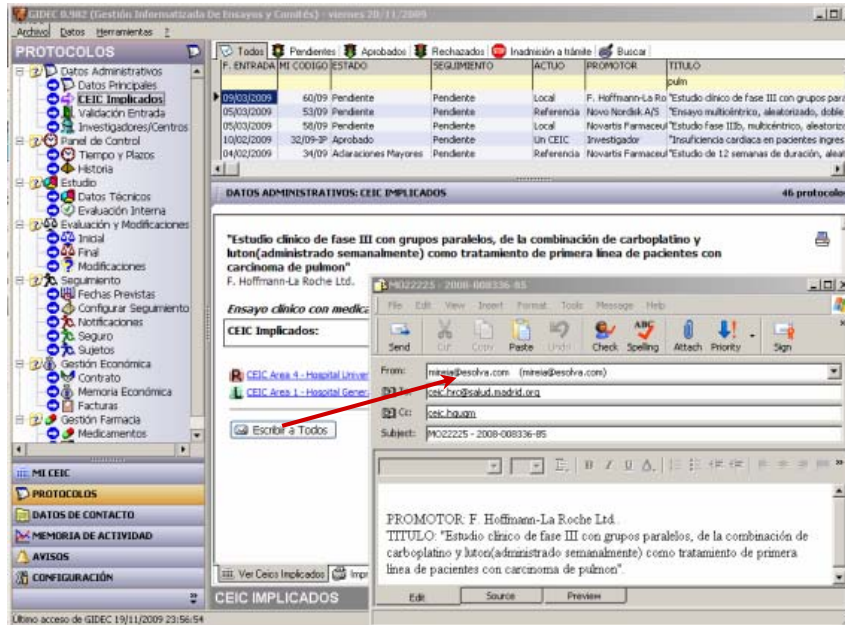 GIDEC 0.982 (Gestión Informatizada De Ensayos y Comités) - viernes 20/11/2009
Archivo Datos Herramientas ?
PROTOCOLOS
Datos Administrativos
Datos Principales
CEIC Implicados
Validación Entrada
Investigadores/Centros
Panel de Control
Tiempo y Plazos
Historia
Estudio
Datos Técnicos
Evaluación Interna
Evaluación y Modificaciones
Inicial
Final
Modificaciones
Seguimiento
Fechas Previstas
Configurar Seguimiento
Notificaciones
Seguro
Sujetos
Gestión Económica
Contrato
Memoria Económica
Facturas
Gestión Farmacia
Medicamentos
MI CEIC
PROTOCOLOS
DATOS DE CONTACTO
MEMORIA DE ACTIVIDAD
AVISOS
CONFIGURACIÓN
Último acceso de GIDEC 19/11/2009 23:56:54
Todos Pendientes Aprobados Rechazados Inadmisión a trámite Buscar
F. ENTRADA MI CODIGO ESTADO SEGUIMIENTO ACTUO PROMOTOR TITULO
pulm
09/03/2009 60/09 Pendiente Pendiente Local F. Hoffmann-La Ro "Estudio clínico de fase III con grupos para
05/03/2009 53/09 Pendiente Pendiente Referencia Novo Nordisk A/S "Ensayo multicéntrico, aleatorizado, doble
05/03/2009 58/09 Pendiente Pendiente Local Novartis Farmaceul "Estudio fase IIIb, multicéntrico, aleatoriz
10/02/2009 32/09-IP Aprobado Pendiente Un CEIC Investigador "Insuficiencia cardiaca en pacientes ingres
04/02/2009 34/09 Aclaraciones Mayores Pendiente Referencia Novartis Farmaceul "Estudio de 12 semanas de duración, aleat
DATOS ADMINISTRATIVOS: CEIC IMPLICADOS 46 protocolo
"Estudio clínico de fase III con grupos paralelos, de la combinación de carboplatino y
luton(administrado semanalmente) como tratamiento de primera linea de pacientes con
carcinoma de pulmon"
F. Hoffmann-La Roche Ltd.
Ensayo clínico con medica
CEIC Implicados:
CEIC Area 4 - Hospital Univer
CEIC Area 1 - Hospital Gener
Escribir a Todos
Ver Ceics Implicados Impr
CEIC IMPLICADOS
MO22225 - 2008-008336-85
File Edit View Insert Format Tools Message Help
Send Cut Copy Paste Undo Check Spelling Attach Priority Sign
From: mireia@esolva.com (mireia@esolva.com)
To: ceic.hrc@salud.madrid.org
Cc: ceic.hgugm
Subject: MO22225 - 2008-008336-85
PROMOTOR: F. Hoffmann-La Roche Ltd.
TITULO: "Estudio clínico de fase III con grupos paralelos, de la combinación de
carboplatino y luton(administrado semanalmente) como tratamiento de primera
linea de pacientes con carcinoma de pulmon".
Edit Source Preview